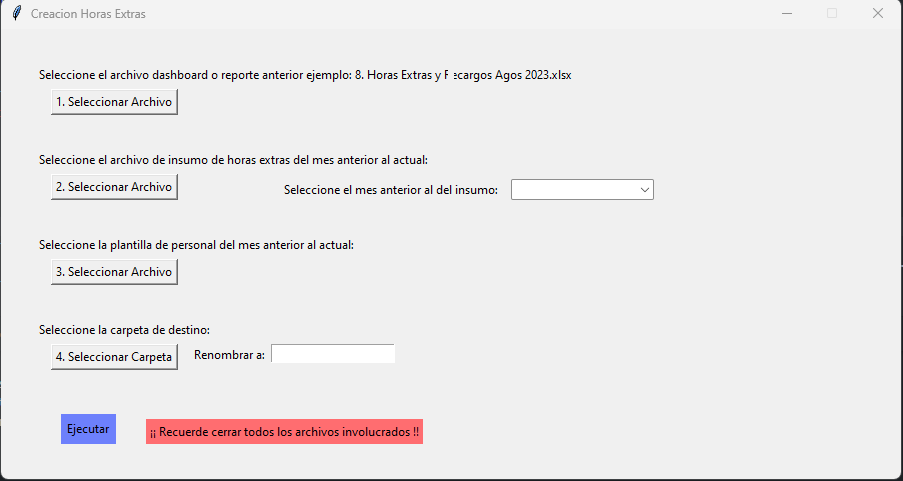 Creacion Horas Extras
Seleccione el archivo dashboard o reporte anterior ejemplo: 8. Horas Extras y Recargos Agos 2023.xlsx
1. Seleccionar Archivo
Seleccione el archivo de insumo de horas extras del mes anterior al actual:
2. Seleccionar Archivo
Seleccione el mes anterior al del insumo:
Seleccione la plantilla de personal del mes anterior al actual:
3. Seleccionar Archivo
Seleccione la carpeta de destino:
4. Seleccionar Carpeta
Renombrar a:
Ejecutar
¡¡ Recuerde cerrar todos los archivos involucrados !!